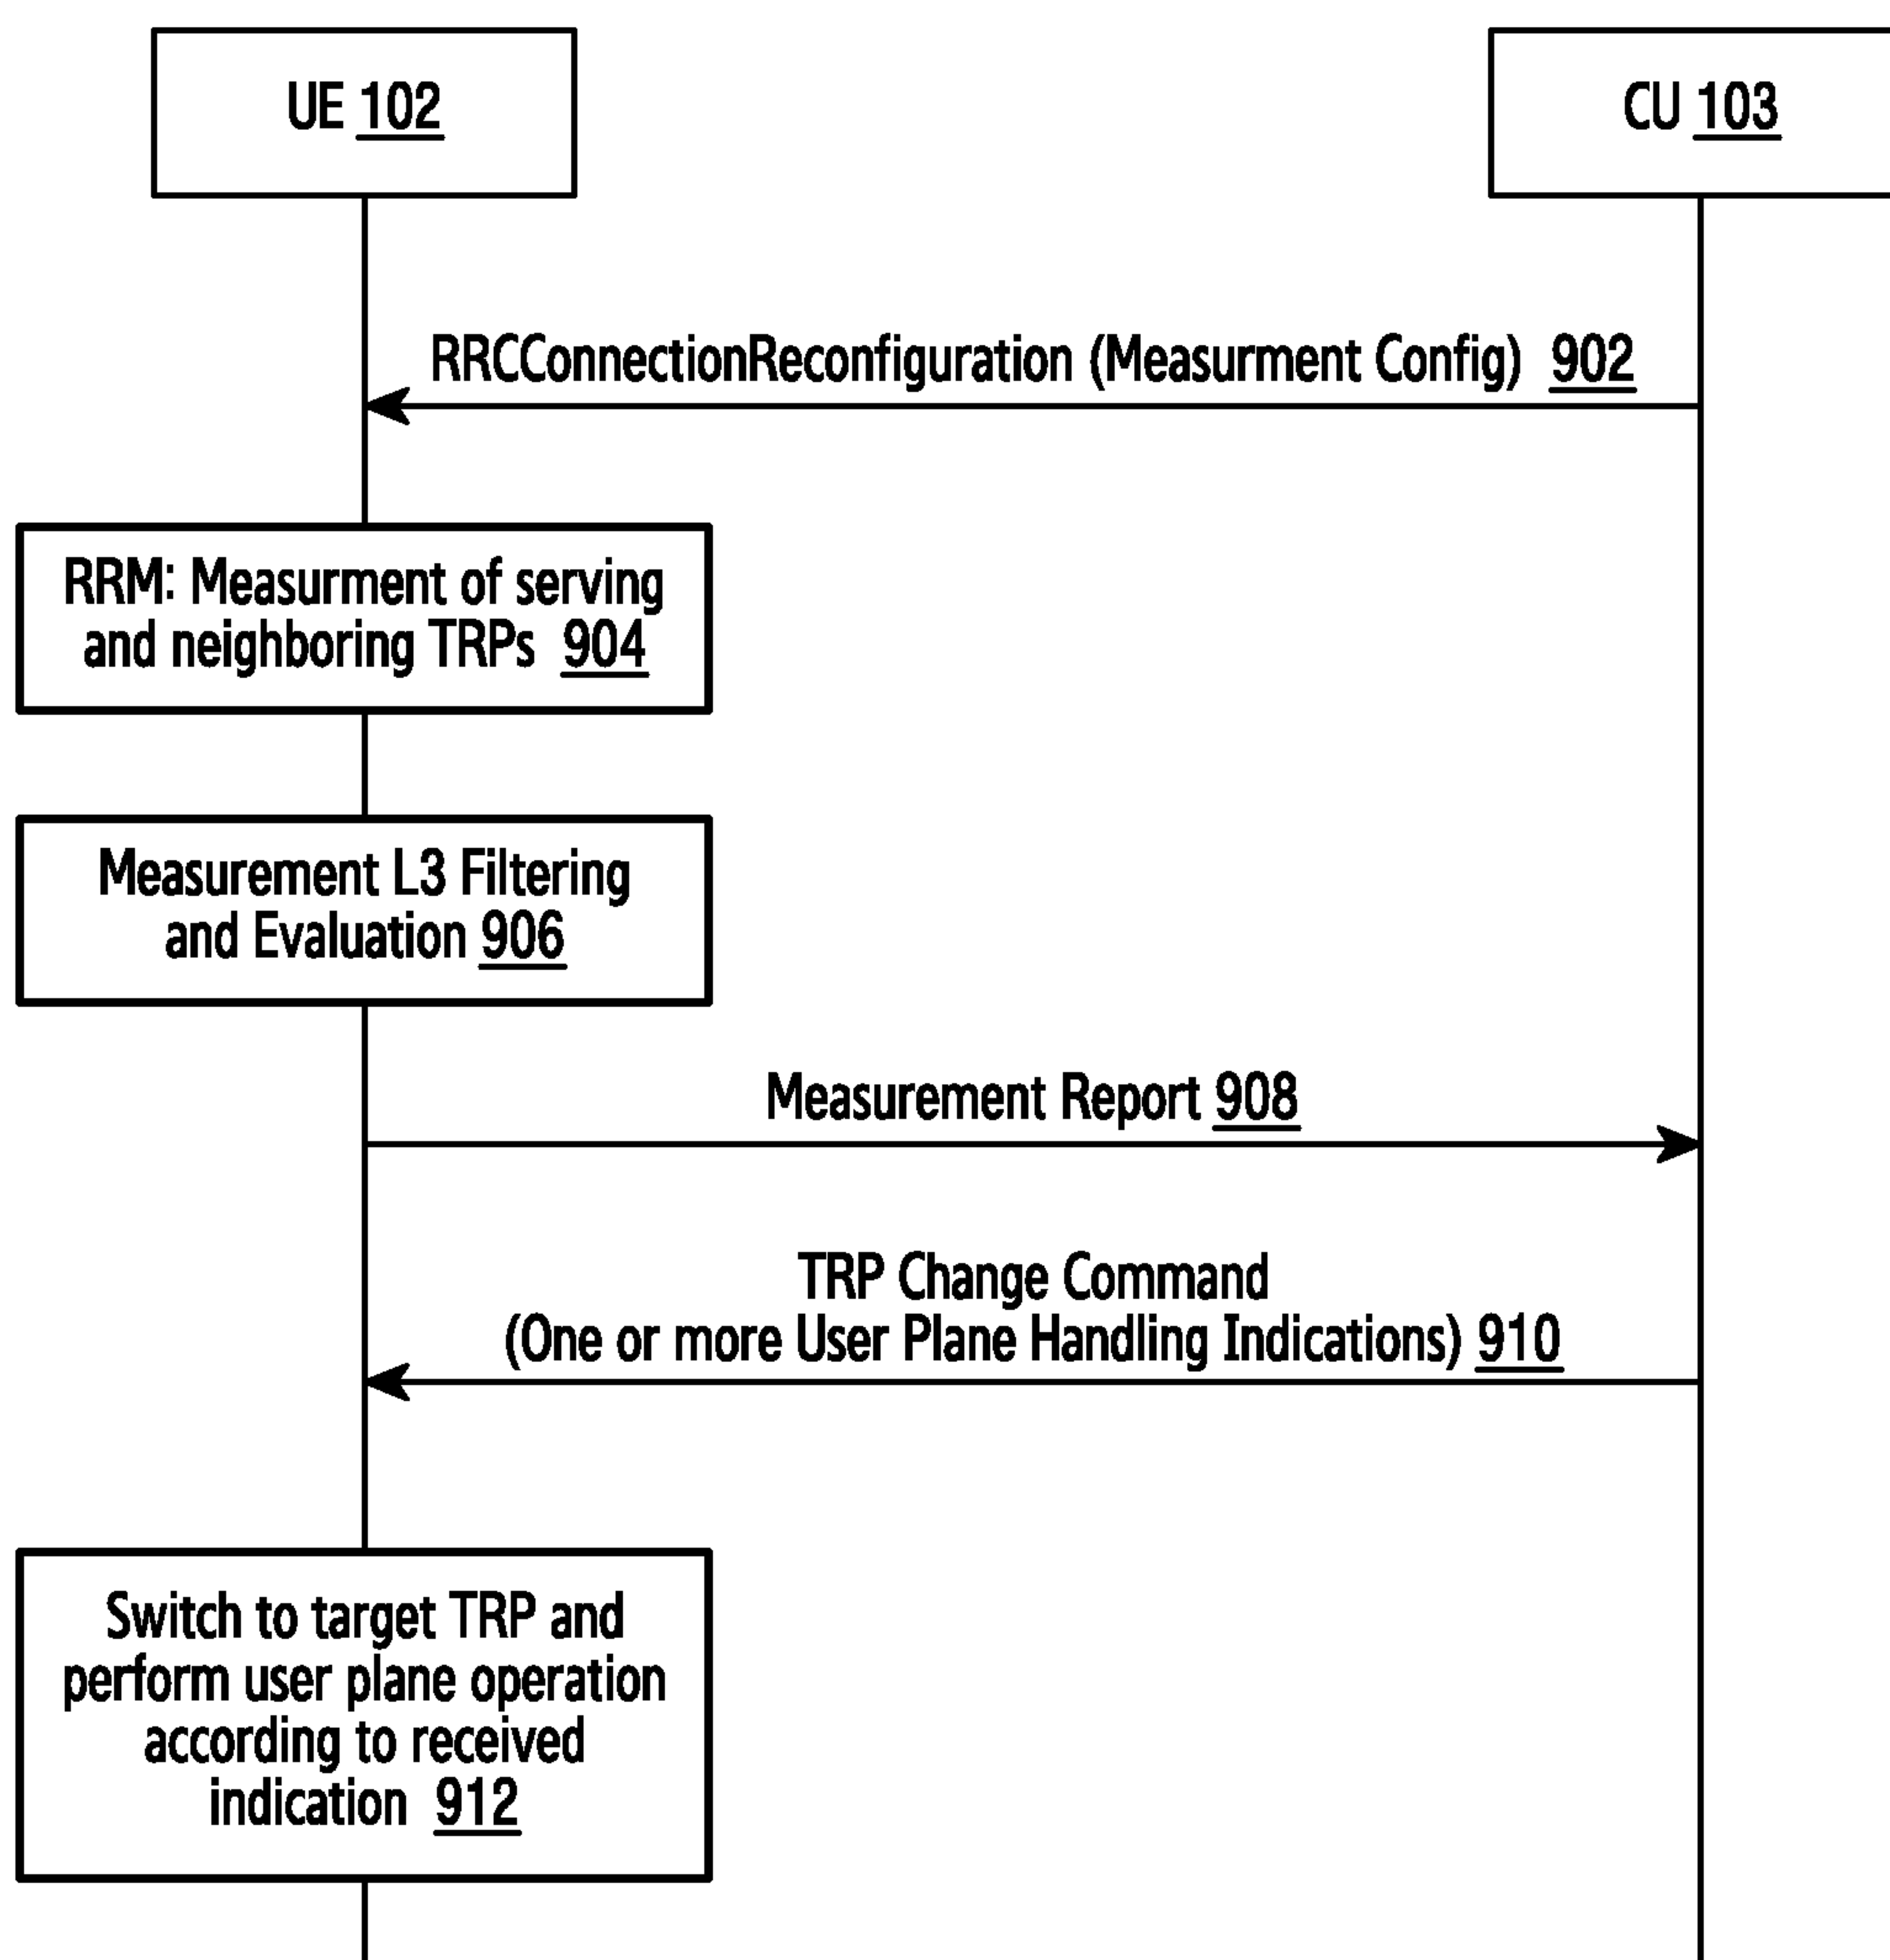 UE 102
CU 103
RRCConnectionReconfiguration (Measurment Config) 902
RRM: Measurment of serving
and neighboring TRPs 904
Measurement L3 Filtering
and Evaluation 906
Measurement Report 908
TRP Change Command
(One or more User Plane Handling Indications) 910
Switch to target TRP and
perform user plane operation
according to received
indication 912